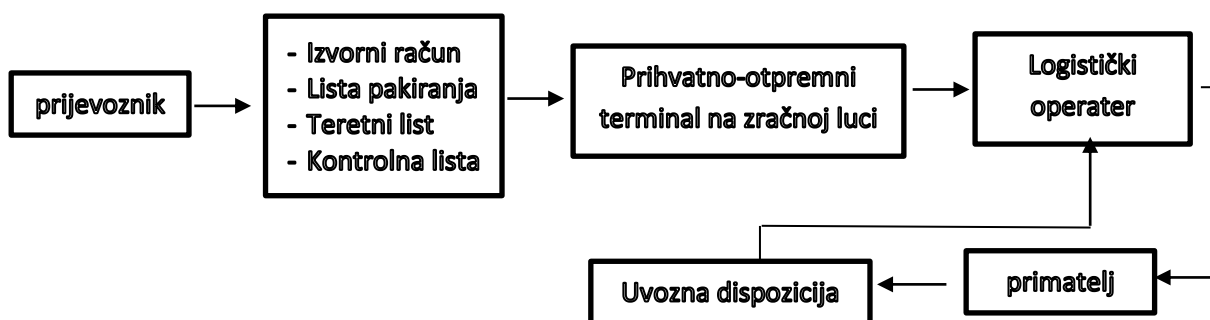 prijevoznik
- Izvorni račun
- Lista pakiranja
- Teretni list
- Kontrolna lista
Prihvatno-otpremni
terminal na zračnoj luci
Logistički
operater
Uvozna dispozicija
primatelj